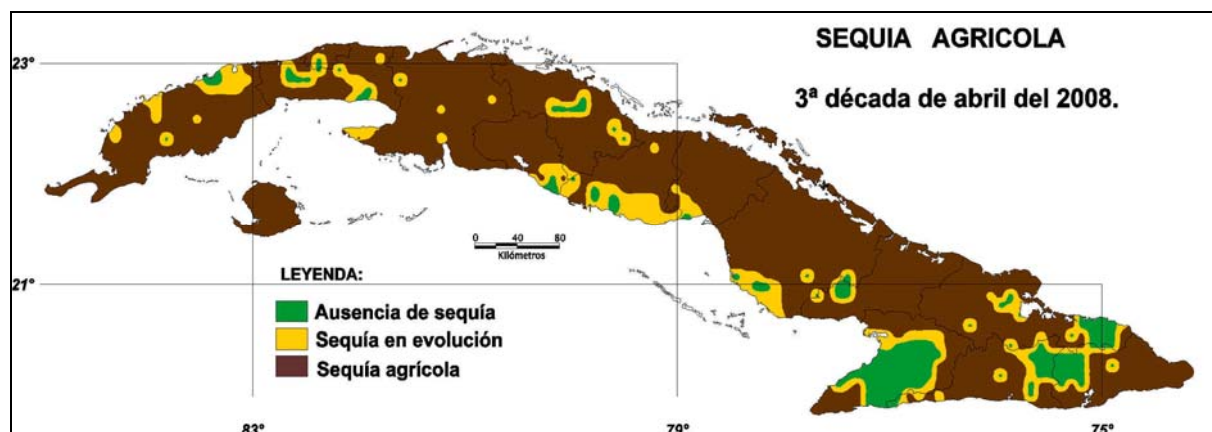 SEQUIA AGRICOLA
23°
3ª década de abril del 2008.
0 40 80
Kilómetros
LEYENDA:
21°
Ausencia de sequía
Sequía en evolución
Sequía agrícola
83° 79° 75°